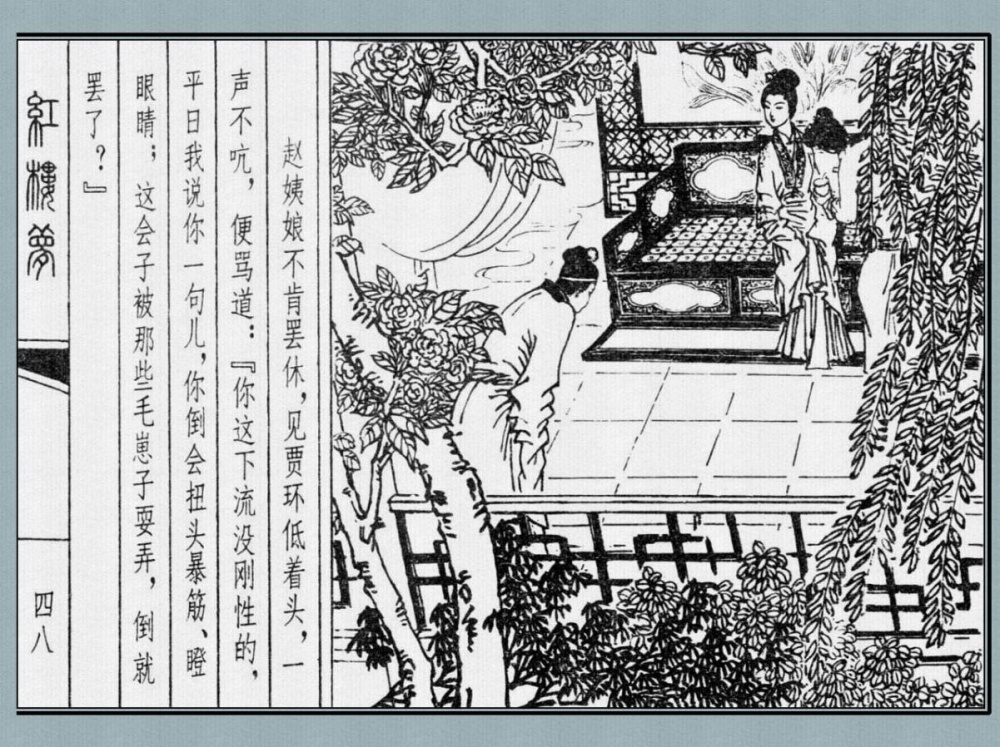 赵姨娘不肯罢休，见贾环低着头，一
声不吭，便骂道：『你这下流没刚性的，
平日我说你一句儿，你倒会扭头暴筋、瞪
眼睛；这会子被那些毛崽子耍弄，倒就
罢了？』
紅樓夢
四八